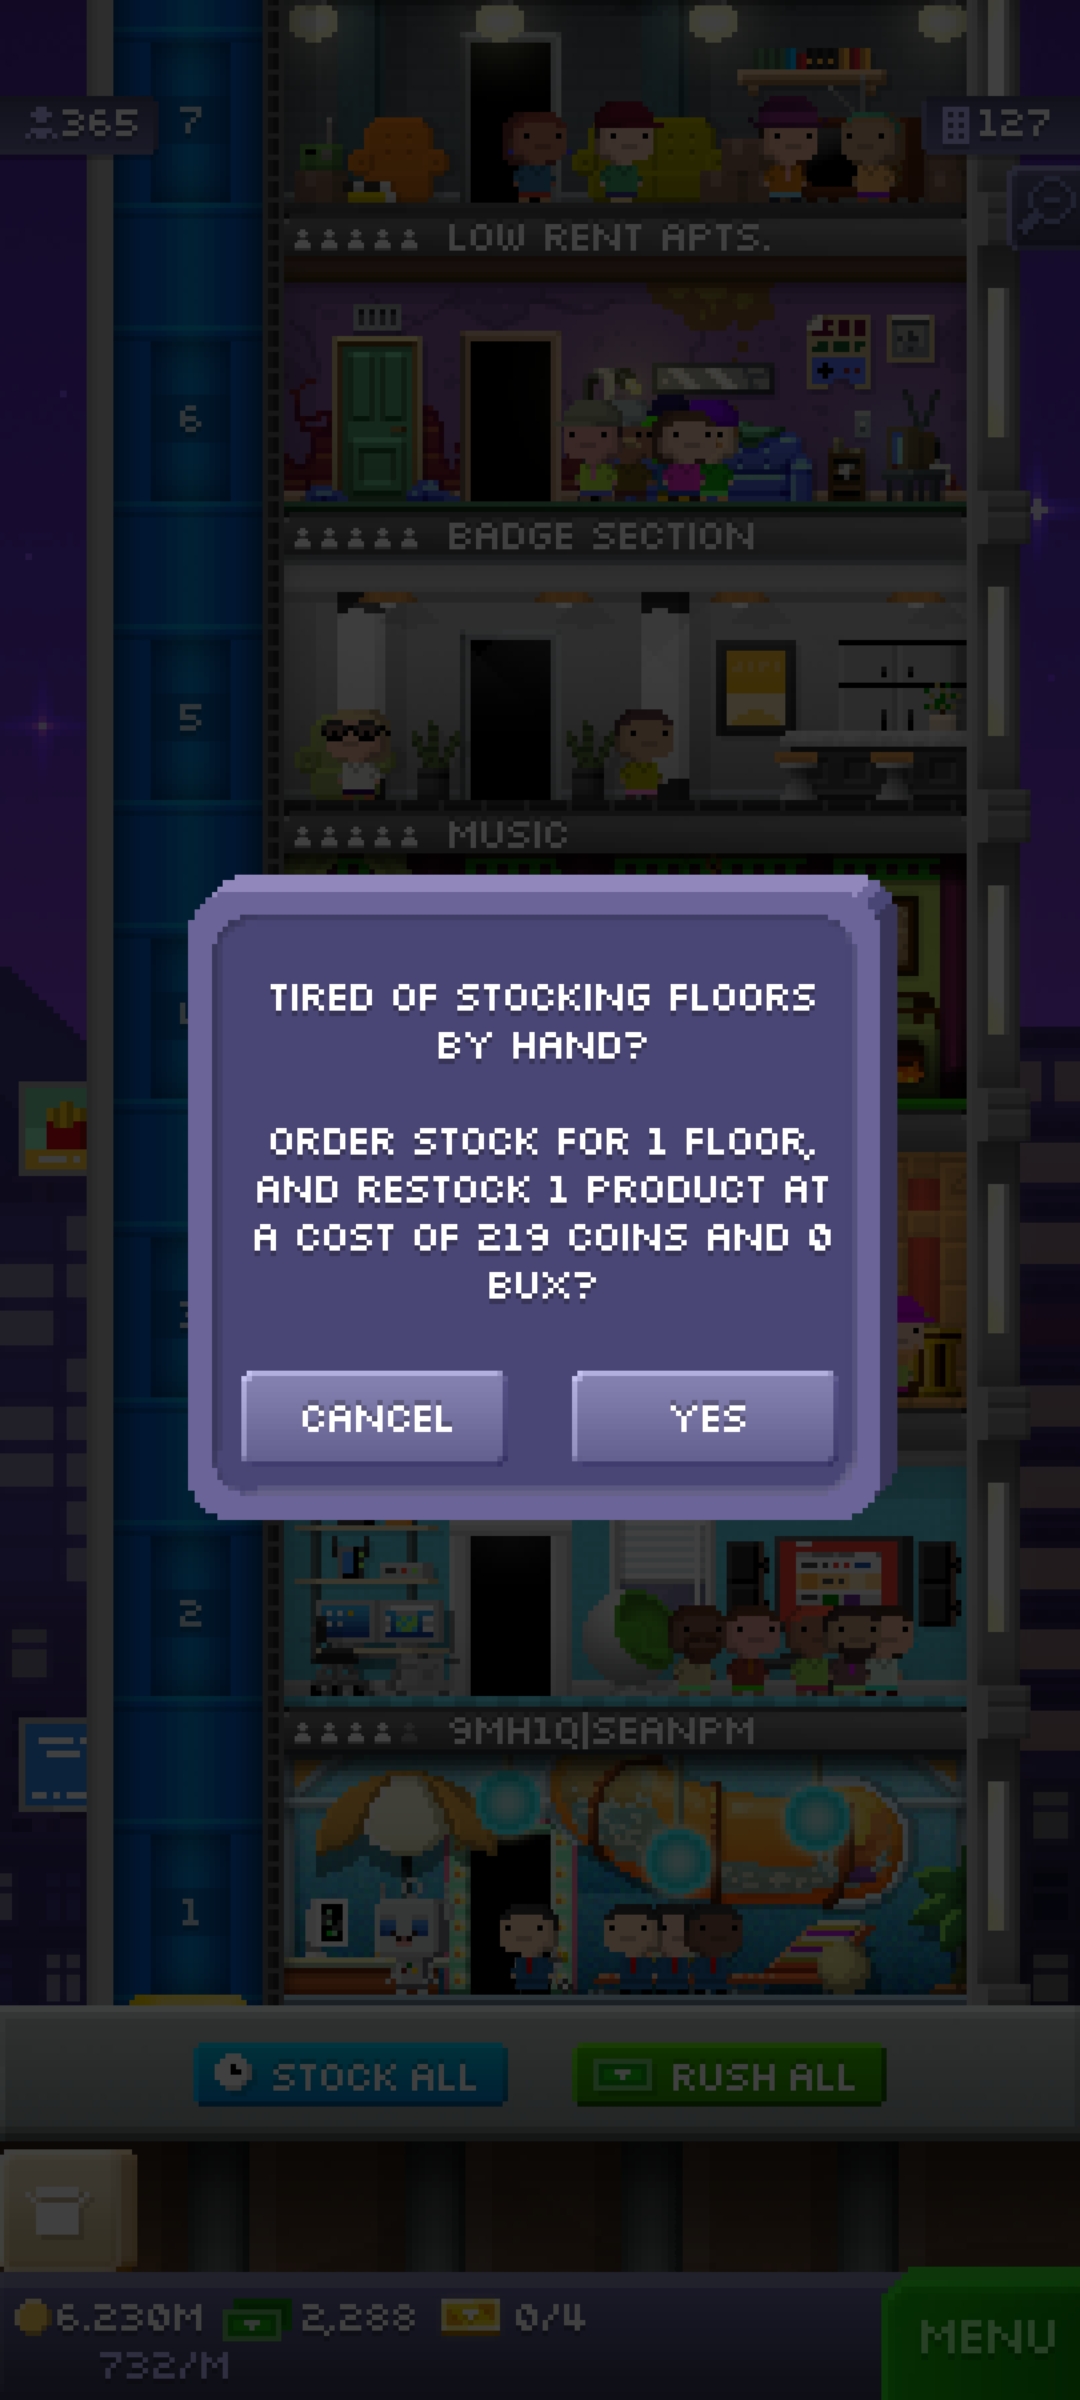 365
7
127
LOW RENT APTS.
6
BADGE SECTION
5
MUSIC
TIRED OF STOCKING FLOORS
BY HAND?
ORDER STOCK FOR 1 FLOOR,
AND RESTOCK 1 PRODUCT AT
A COST OF 219 COINS AND 0
BUX?
CANCEL
YES
2
9MH1Q|SEANPM
1
STOCK ALL
RUSH ALL
6.230M
2,288
0/4
732/M
MENU